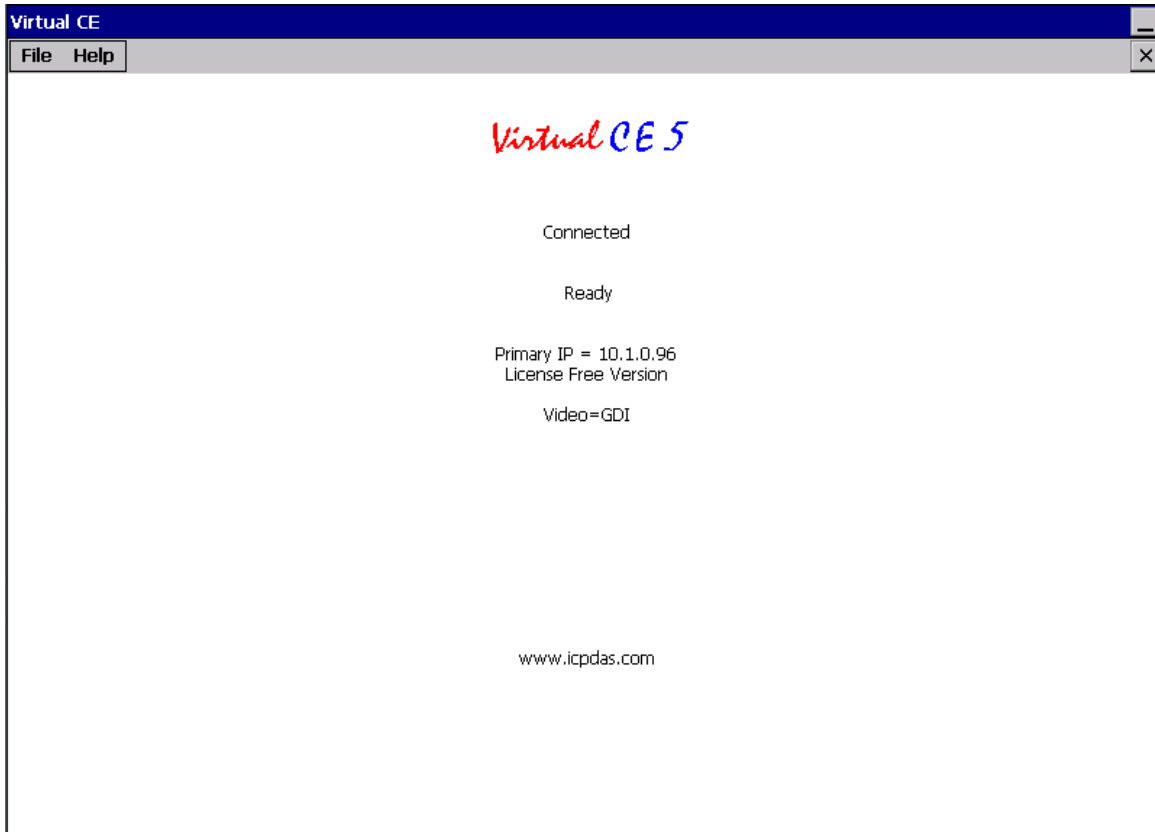 Virtual CE
File Help
Virtual CE 5
Connected
Ready
Primary IP = 10.1.0.96
License Free Version
Video=GDI
www.icpdas.com